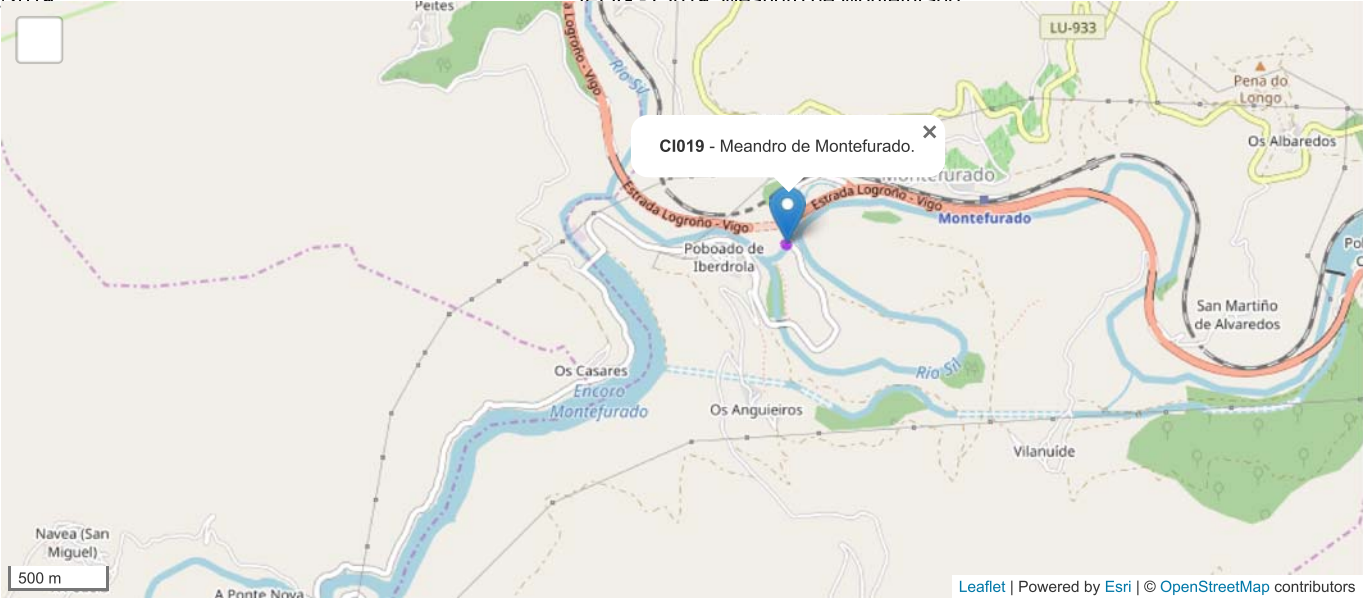 Peites
a Logroño - Vigo
Río Sil
LU-933
Pena do
Longo
Os Albaredos
CI019 - Meandro de Montefurado.
×
Montefurado
Estrada Logroño - Vigo
Estrada Logroño - Vigo
Montefurado
Poboado de
Iberdrola
San Martiño
de Alvaredos
Río Sil
Os Casares
Encoro
Montefurado
Os Anguieiros
Vilanuide
Navea (San
Miguel)
500 m
A Ponte Nova
Leaflet | Powered by Esri | © OpenStreetMap contributors